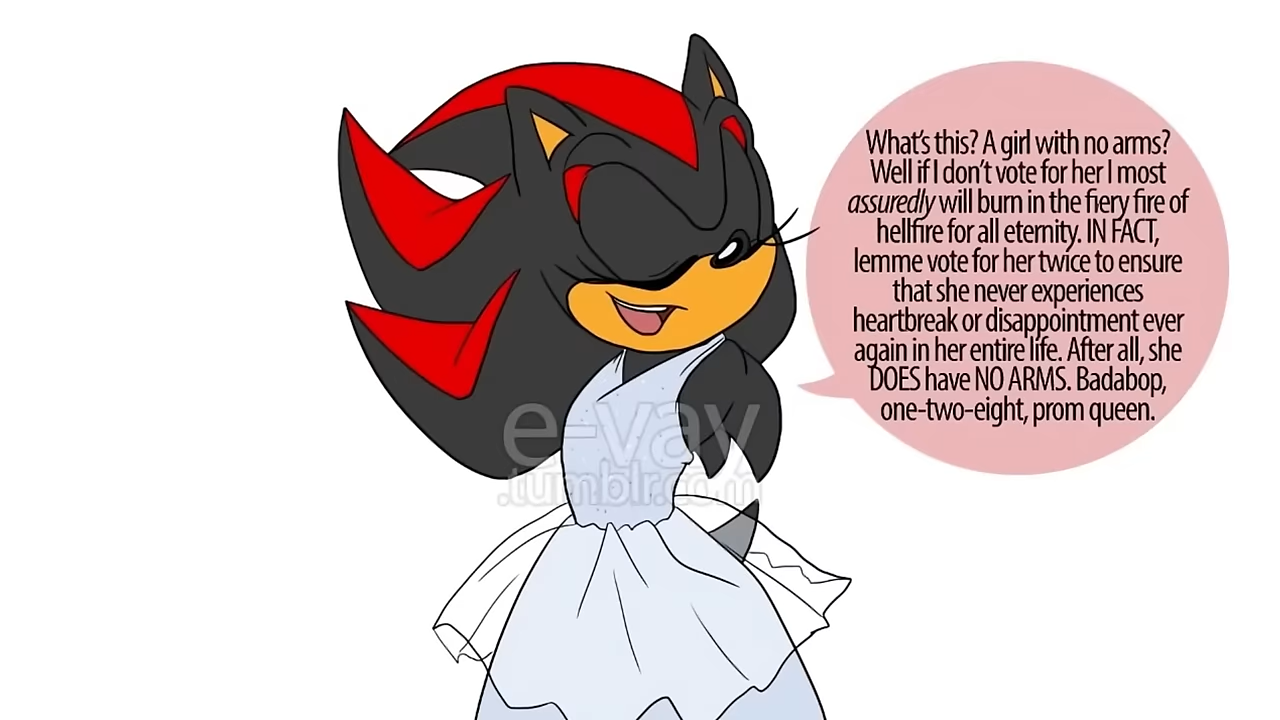 What's this? A girl with no arms?
Well if I don't vote for her I most
assuredly will burn in the fiery fire of
hellfire for all eternity. IN FACT,
lemme vote for her twice to ensure
that she never experiences
heartbreak or disappointment ever
again in her entire life. After all, she
DOES have NO ARMS. Badabop,
one-two-eight, prom queen.
e-vay
.tumblr.com